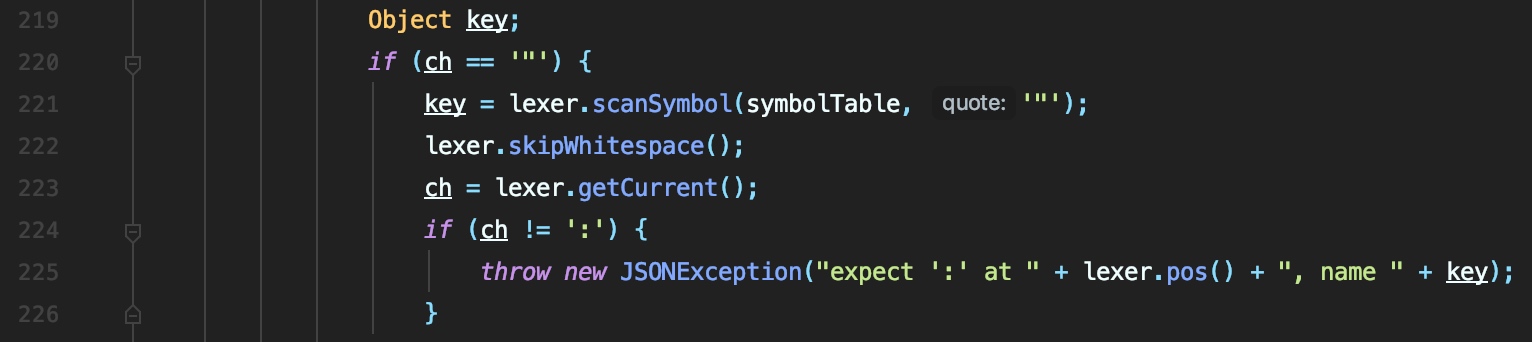 219 Object key;
220 if (ch == '"') {
221 key = lexer.scanSymbol(symbolTable, quote: '"');
222 lexer.skipWhitespace();
223 ch = lexer.getCurrent();
224 if (ch != ':') {
225 throw new JSONException("expect ':' at " + lexer.pos() + ", name " + key);
226 }